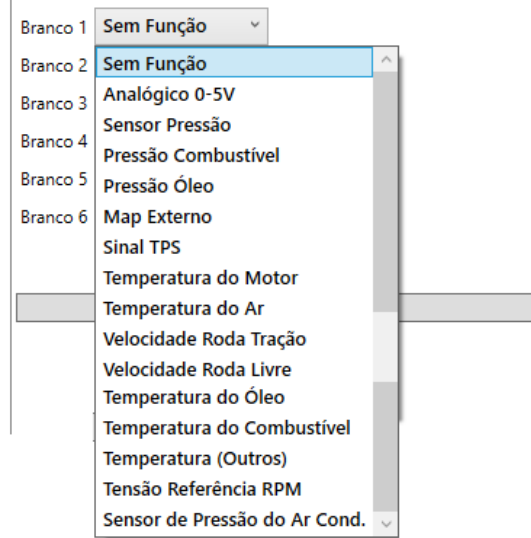 Branco 1 Sem Função
Branco 2 Sem Função
Analógico 0-5V
Branco 3 Sensor Pressão
Branco 4 Pressão Combustível
Branco 5 Pressão Óleo
Branco 6 Map Externo
Sinal TPS
Temperatura do Motor
Temperatura do Ar
Velocidade Roda Tração
Velocidade Roda Livre
Temperatura do Óleo
Temperatura do Combustível
Temperatura (Outros)
Tensão Referência RPM
Sensor de Pressão do Ar Cond.